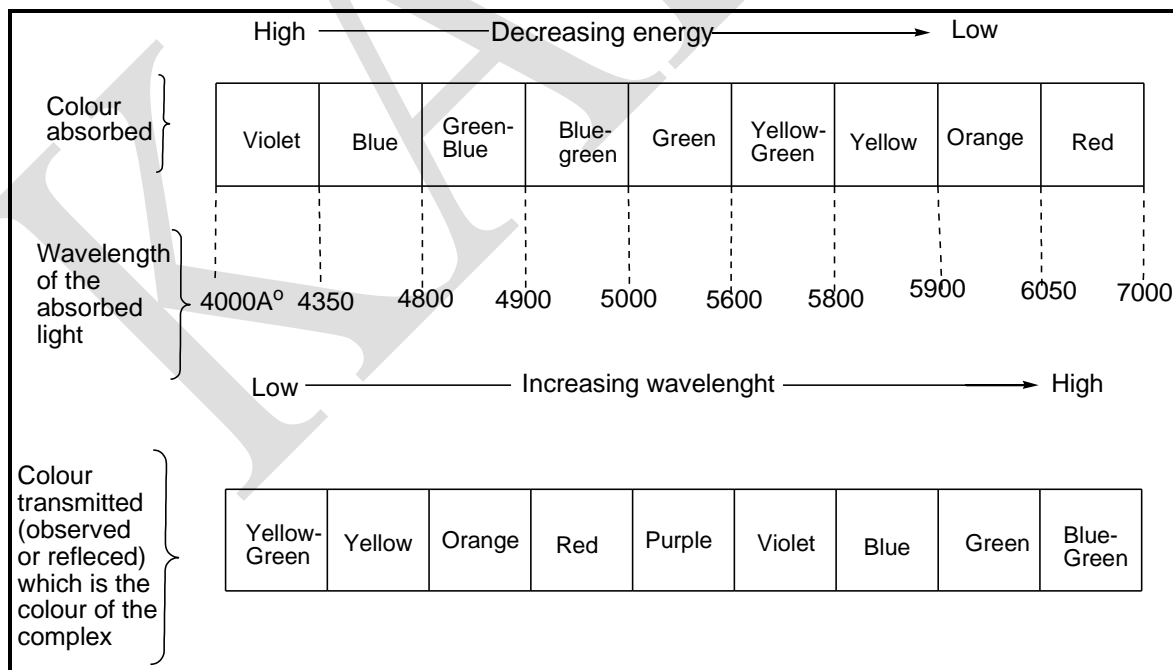 High Decreasing energy Low
Colour
absorbed
Violet Blue Green-
Blue Blue-
green Green Yellow-
Green Yellow Orange Red
Wavelength
of the
absorbed
light
4000A° 4350 4800 4900 5000 5600 5800 5900 6050 7000
Low Increasing wavelenght High
Colour
transmitted
(observed
or refleced)
which is the
colour of the
complex
Yellow-
Green Yellow Orange Red Purple Violet Blue Green Blue-
Green